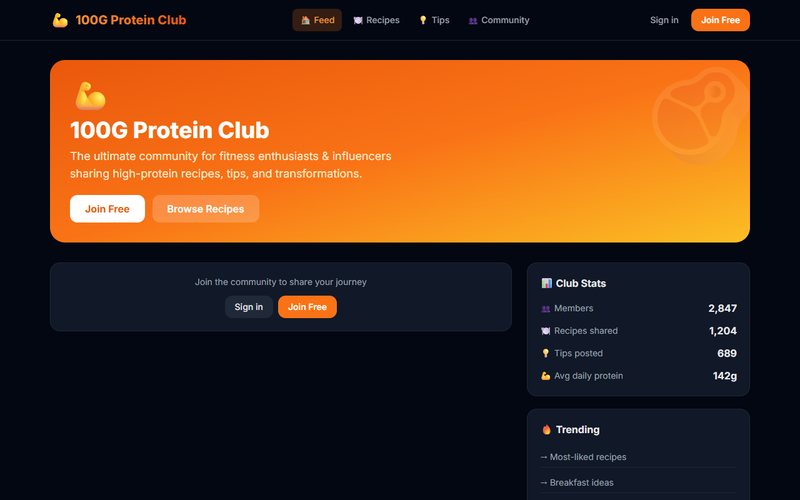 100G Protein Club
Feed
Recipes
Tips
Community
Sign in
Join Free
100G Protein Club
The ultimate community for fitness enthusiasts & influencers
sharing high-protein recipes, tips, and transformations.
Join Free
Browse Recipes
Join the community to share your journey
Sign in
Join Free
Club Stats
Members 2,847
Recipes shared 1,204
Tips posted 689
Avg daily protein 142g
Trending
→ Most-liked recipes
→ Breakfast ideas